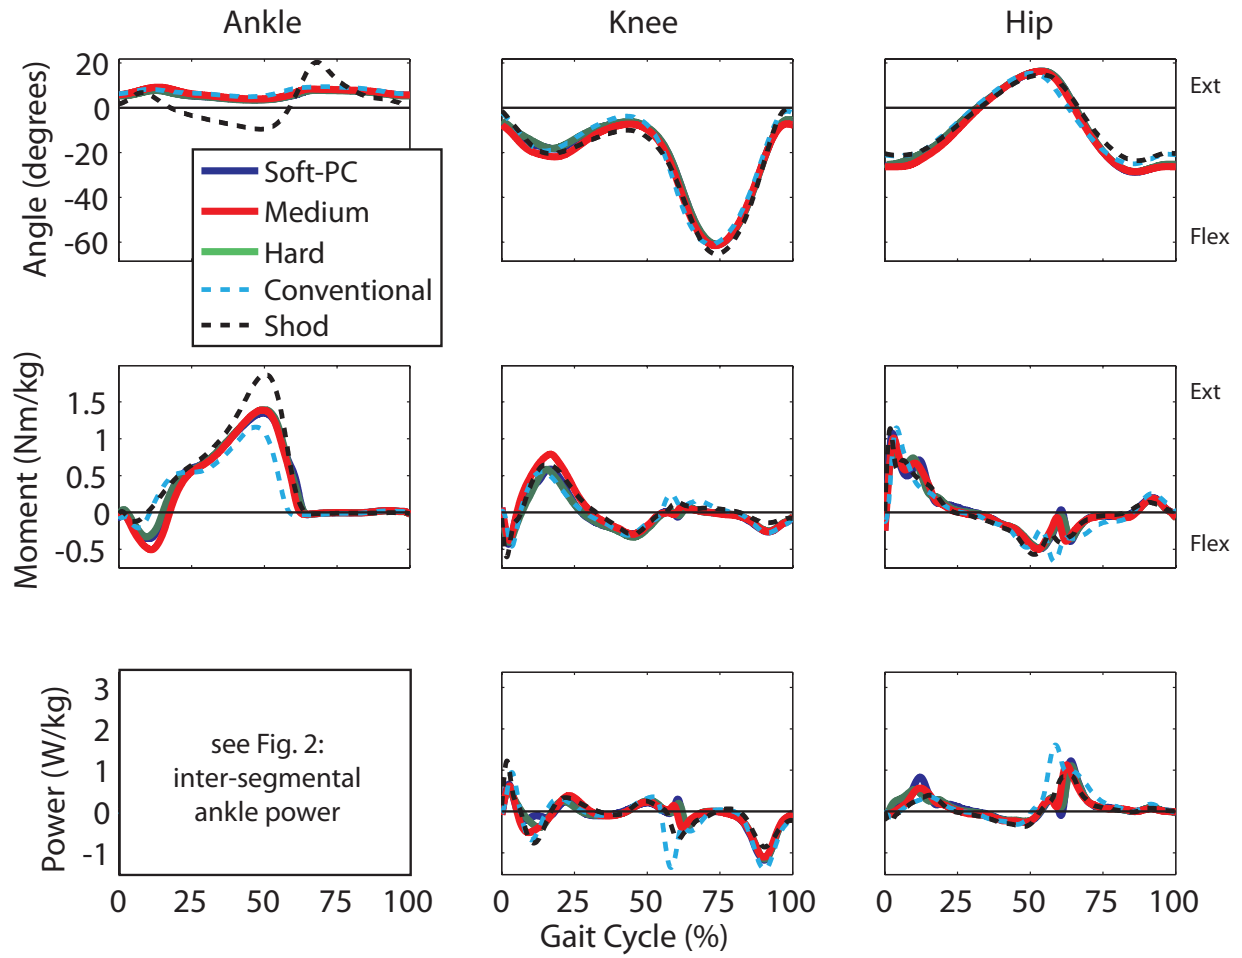 Ankle
Knee
Hip
Angle (degrees)
20
0
-20
-40
-60
Ext
Flex
Soft-PC
Medium
Hard
Conventional
Shod
Moment (Nm/kg)
1.5
1
0.5
0
-0.5
Ext
Flex
Power (W/kg)
3
2
1
0
-1
see Fig. 2:
inter-segmental
ankle power
0 25 50 75 100
0 25 50 75 100
0 25 50 75 100
Gait Cycle (%)